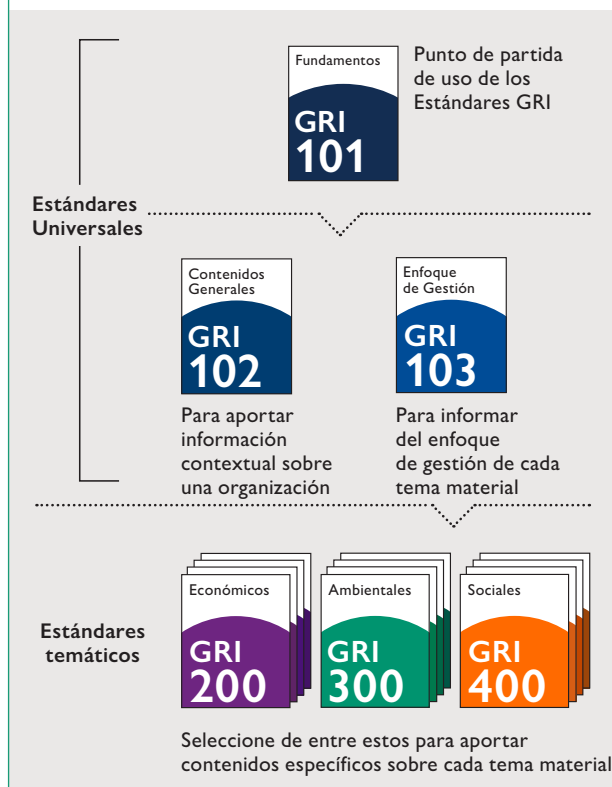 Fundamentos
GRI
101
Punto de partida
de uso de los
Estándares GRI
Estándares
Universales
Contenidos
Generales
GRI
102
Para aportar
información
contextual sobre
una organización
Enfoque
de Gestión
GRI
103
Para informar
del enfoque
de gestión de cada
tema material
Estándares
temáticos
Económicos
GRI
200
Ambientales
GRI
300
Sociales
GRI
400
Seleccione de entre estos para aportar
contenidos específicos sobre cada tema material